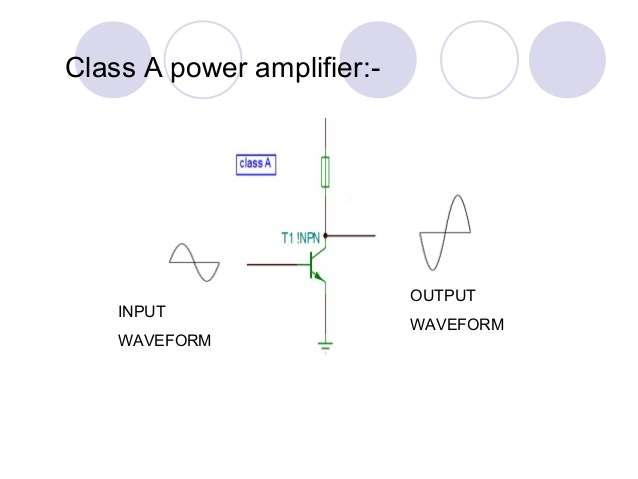 Class A power amplifier:-
class A
T1 !NPN
INPUT
WAVEFORM
OUTPUT
WAVEFORM